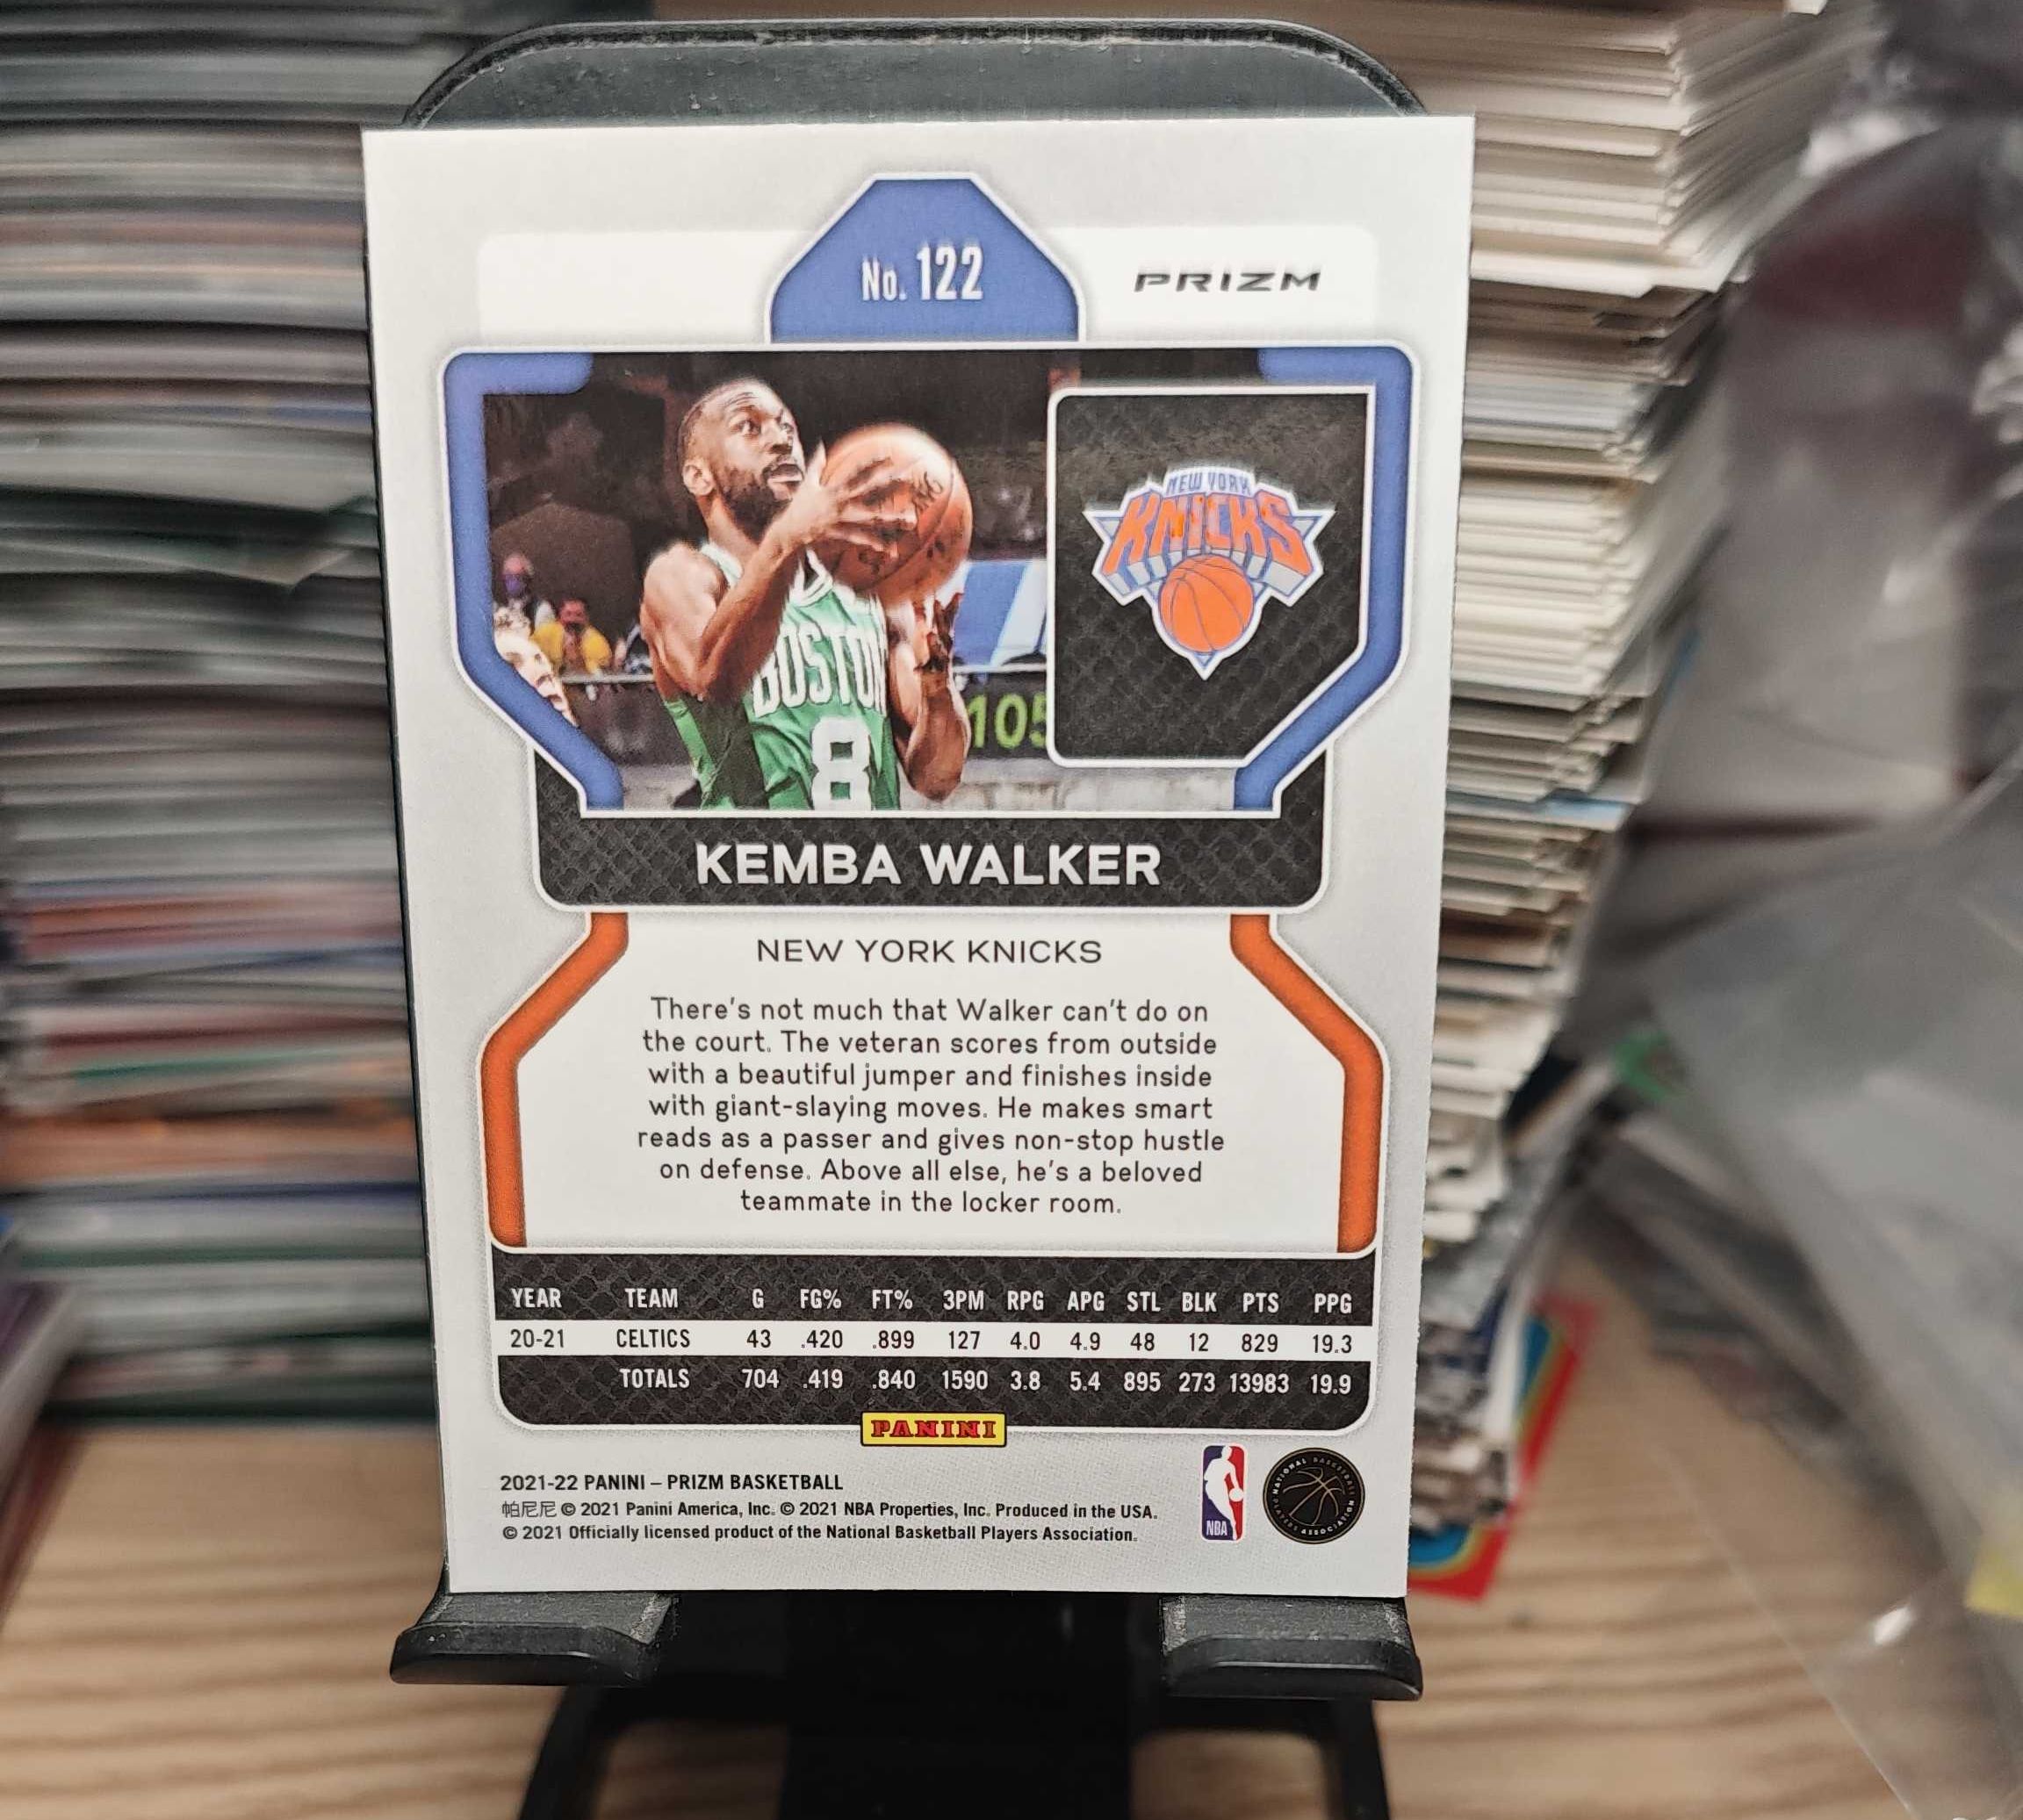 No. 122
PRIZM
NEW YORK
KNICKS
BOSTON
8
105
KEMBA WALKER
NEW YORK KNICKS
There's not much that Walker can't do on
the court. The veteran scores from outside
with a beautiful jumper and finishes inside
with giant-slaying moves. He makes smart
reads as a passer and gives non-stop hustle
on defense. Above all else, he's a beloved
teammate in the locker room.
YEAR TEAM G FG% FT% 3PM RPG APG STL BLK PTS PPG
20-21 CELTICS 43 .420 .899 127 4.0 4.9 48 12 829 19.3
TOTALS 704 .419 .840 1590 3.8 5.4 895 273 13983 19.9
PANINI
2021-22 PANINI – PRIZM BASKETBALL
帕尼尼 © 2021 Panini America, Inc. © 2021 NBA Properties, Inc. Produced in the USA.
© 2021 Officially licensed product of the National Basketball Players Association.
NBA
NATIONAL BASKETBALL PLAYERS ASSOCIATION